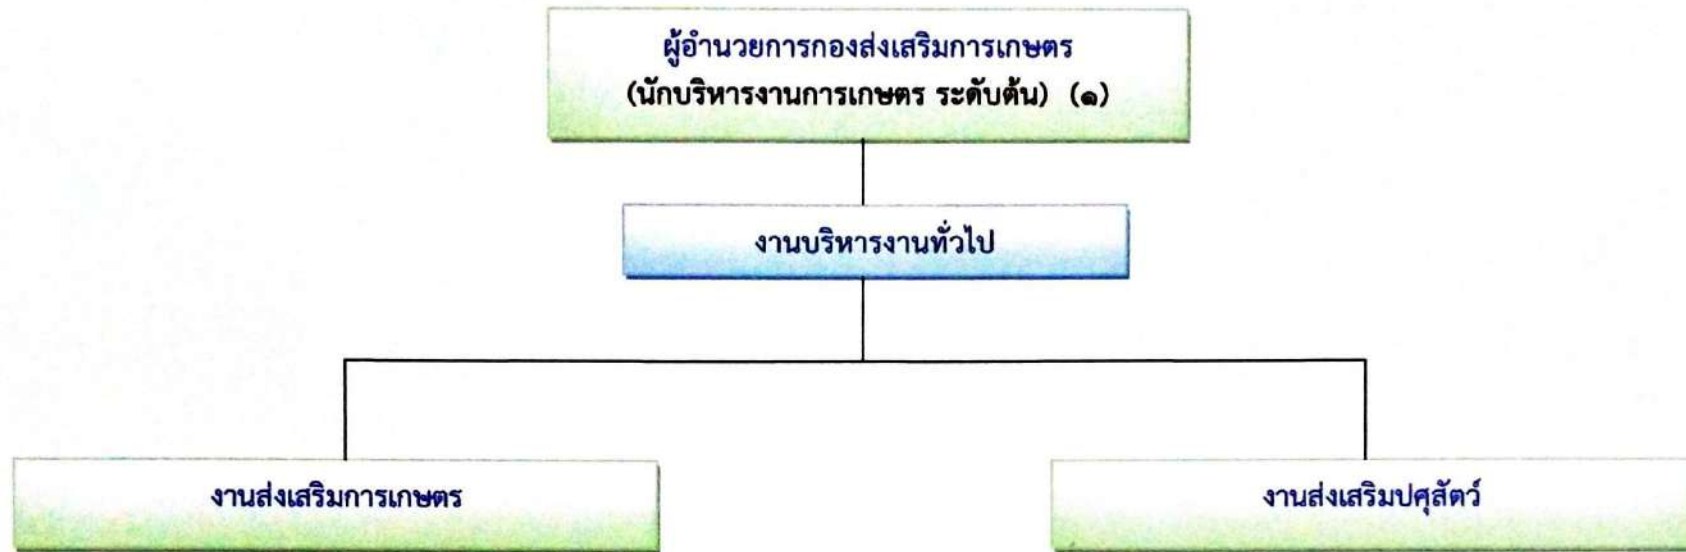 ผู้อำนวยการกองส่งเสริมการเกษตร
(นักบริหารงานการเกษตร ระดับต้น) (๑)
งานบริหารงานทั่วไป
งานส่งเสริมการเกษตร
งานส่งเสริมปศุสัตว์